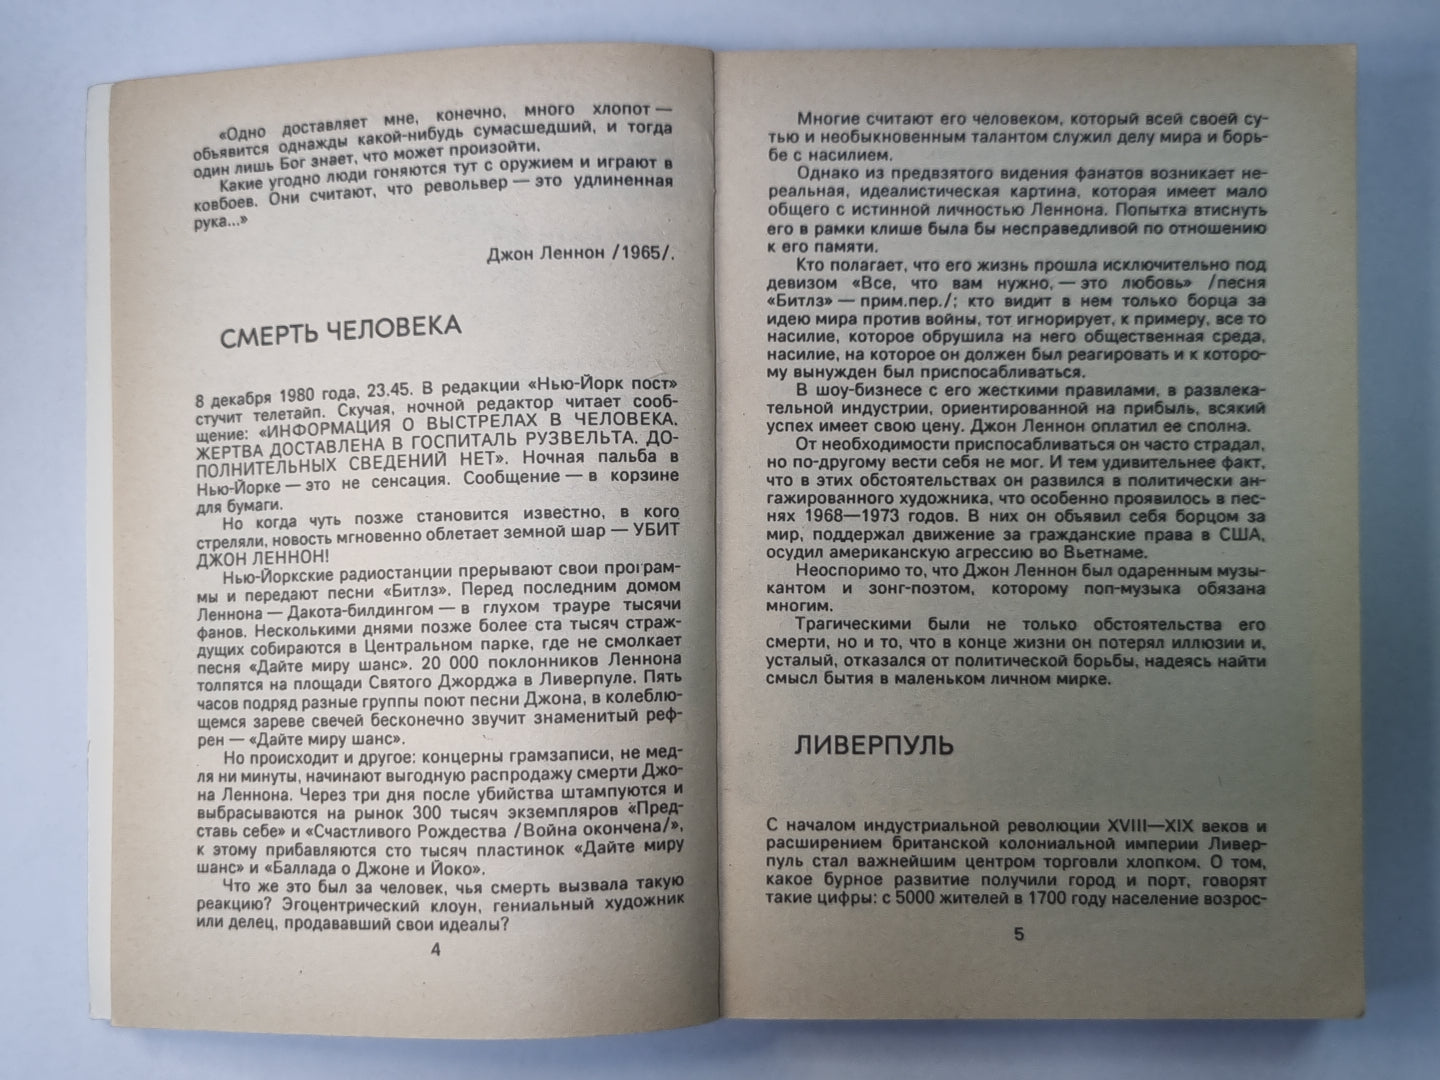 «Одно доставляет мне, конечно, много хлопот —
объявится однажды какой-нибудь сумасшедший, и тогда
один лишь Бог знает, что может произойти.
Какие угодно люди гоняются тут с оружием и играют в
ковбоев. Они считают, что револьвер — это удлиненная
рука...»
Джон Леннон /1965/.
СМЕРТЬ ЧЕЛОВЕКА
8 декабря 1980 года, 23.45. В редакции «Нью-Йорк пост»
стучит телетайп. Скучая, ночной редактор читает сооб-
щение: «ИНФОРМАЦИЯ О ВЫСТРЕЛАХ В ЧЕЛОВЕКА.
ЖЕРТВА ДОСТАВЛЕНА В ГОСПИТАЛЬ РУЗВЕЛЬТА. ДО-
ПОЛНИТЕЛЬНЫХ СВЕДЕНИЙ НЕТ». Ночная пальба в
Нью-Йорке — это не сенсация. Сообщение — в корзине
для бумаги.
Но когда чуть позже становится известно, в кого
стреляли, новость мгновенно облетает земной шар — УБИТ
ДЖОН ЛЕННОН!
Нью-Йоркские радиостанции прерывают свои програм-
мы и передают песни «Битлз». Перед последним домом
Леннона — Дакота-билдингом — в глухом трауре тысячи
фанов. Несколькими днями позже более ста тысяч страж-
дущих собираются в Центральном парке, где не смолкает
песня «Дайте миру шанс». 20 000 поклонников Леннона
толпятся на площади Святого Джорджа в Ливерпуле. Пять
часов подряд разные группы поют песни Джона, в колеблю-
щемся зареве свечей бесконечно звучит знаменитый реф-
рен — «Дайте миру шанс».
Но происходит и другое: концерны грамзаписи, не мед-
ля ни минуты, начинают выгодную распродажу смерти Джо-
на Леннона. Через три дня после убийства штампуются и
выбрасываются на рынок 300 тысяч экземпляров «Пред-
ставь себе» и «Счастливого Рождества /Война окончена/»,
к этому прибавляются сто тысяч пластинок «Дайте миру
шанс» и «Баллада о Джоне и Йоко».
Что же это был за человек, чья смерть вызвала такую
реакцию? Эгоцентрический клоун, гениальный художник
или делец, продававший свои идеалы?
4
Многие считают его человеком, который всей своей су-
тью и необыкновенным талантом служил делу мира и борь-
бе с насилием.
Однако из предвзятого видения фанатов возникает не-
реальная, идеалистическая картина, которая имеет мало
общего с истинной личностью Леннона. Попытка втиснуть
его в рамки клише была бы несправедливой по отношению
к его памяти.
Кто полагает, что его жизнь прошла исключительно под
девизом «Все, что вам нужно, — это любовь» /песня
«Битлз» — прим.пер./; кто видит в нем только борца за
идею мира против войны, тот игнорирует, к примеру, все то
насилие, которое обрушила на него общественная среда,
насилие, на которое он должен был реагировать и к которо-
му вынужден был приспосабливаться.
В шоу-бизнесе с его жесткими правилами, в развлека-
тельной индустрии, ориентированной на прибыль, всякий
успех имеет свою цену. Джон Леннон оплатил ее сполна.
От необходимости приспосабливаться он часто страдал,
но по-другому вести себя не мог. И тем удивительнее факт,
что в этих обстоятельствах он развился в политически ан-
гажированного художника, что особенно проявилось в пес-
нях 1968—1973 годов. В них он объявил себя борцом за
мир, поддержал движение за гражданские права в США,
осудил американскую агрессию во Вьетнаме.
Неоспоримо то, что Джон Леннон был одаренным музы-
кантом и зонг-поэтом, которому поп-музыка обязана
многим.
Трагическими были не только обстоятельства его
смерти, но и то, что в конце жизни он потерял иллюзии и,
усталый, отказался от политической борьбы, надеясь найти
смысл бытия в маленьком личном мирке.
ЛИВЕРПУЛЬ
С началом индустриальной революции XVIII—XIX веков и
расширением британской колониальной империи Ливер-
пуль стал важнейшим центром торговли хлопком. О том,
какое бурное развитие получили город и порт, говорят
такие цифры: с 5000 жителей в 1700 году население возрос-
5